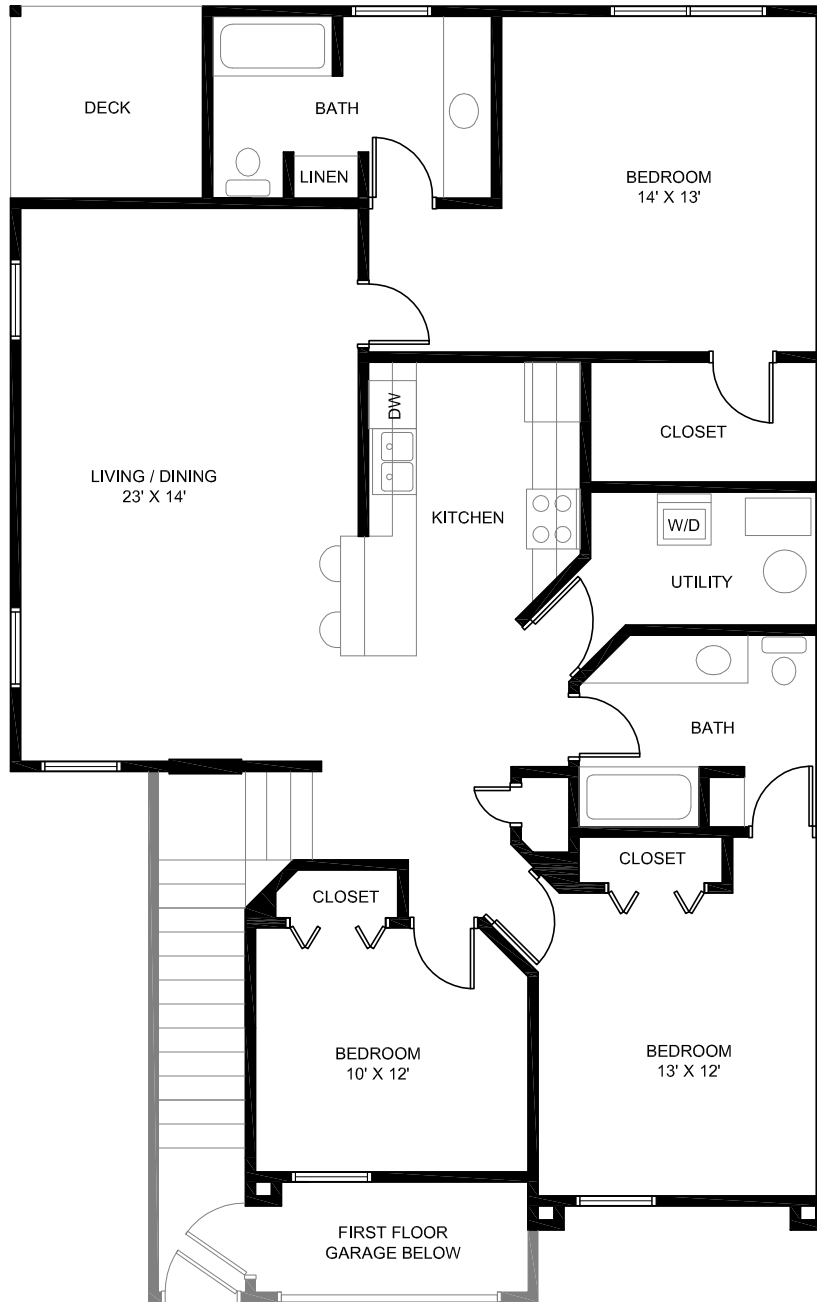 DECK
BATH
LINEN
BEDROOM
14' X 13'
DW
CLOSET
LIVING / DINING
23' X 14'
KITCHEN
W/D
UTILITY
BATH
CLOSET
CLOSET
BEDROOM
10' X 12'
BEDROOM
13' X 12'
FIRST FLOOR
GARAGE BELOW